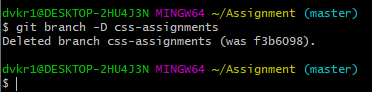 dvkr1@DESKTOP-2HU4J3N MINGW64 ~/Assignment (master)
$ git branch -D css-assignments
Deleted branch css-assignments (was f3b6098).
dvkr1@DESKTOP-2HU4J3N MINGW64 ~/Assignment (master)
$